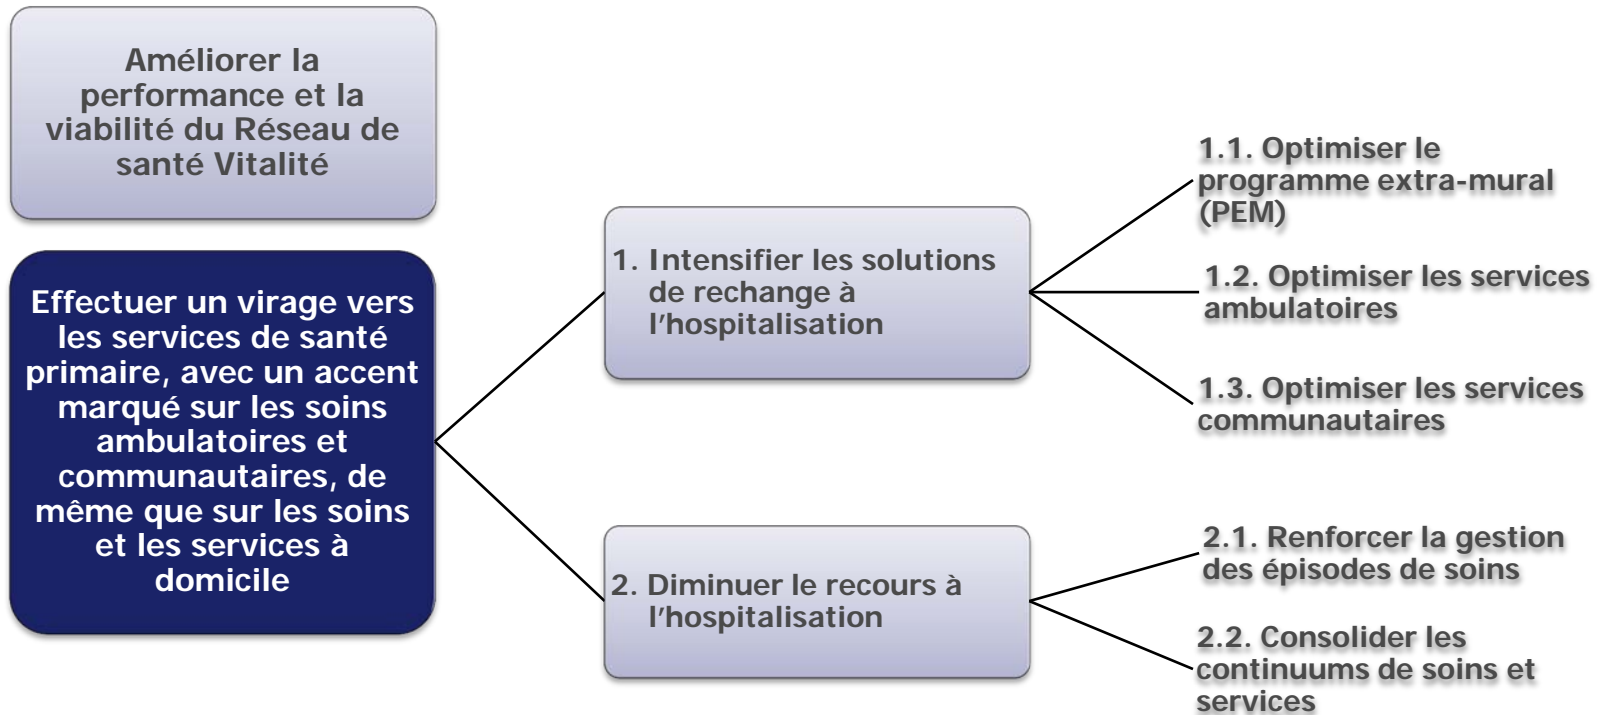 Améliorer la
performance et la
viabilité du Réseau de
santé Vitalité
Effectuer un virage vers
les services de santé
primaire, avec un accent
marqué sur les soins
ambulatoires et
communautaires, de
même que sur les soins
et les services à
domicile
1. Intensifier les solutions
de rechange à
l'hospitalisation
1.1. Optimiser le
programme extra-mural
(PEM)
1.2. Optimiser les services
ambulatoires
1.3. Optimiser les services
communautaires
2. Diminuer le recours à
l'hospitalisation
2.1. Renforcer la gestion
des épisodes de soins
2.2. Consolider les
continuums de soins et
services